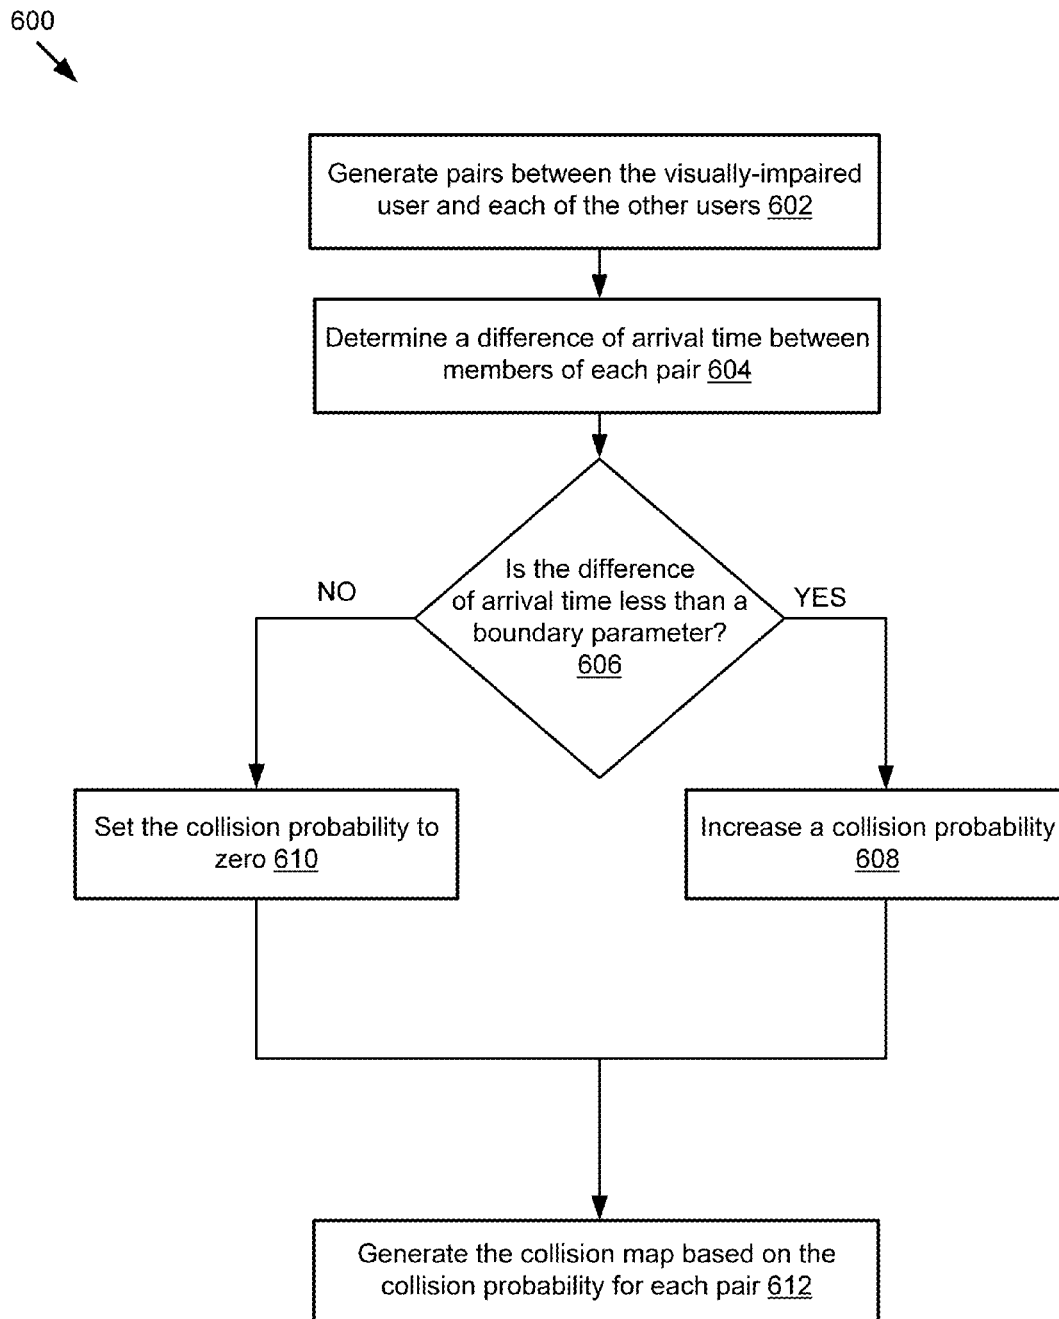 600
Generate pairs between the visually-impaired
user and each of the other users 602
Determine a difference of arrival time between
members of each pair 604
Is the difference
of arrival time less than a
boundary parameter?
606
NO
YES
Set the collision probability to
zero 610
Increase a collision probability
608
Generate the collision map based on the
collision probability for each pair 612